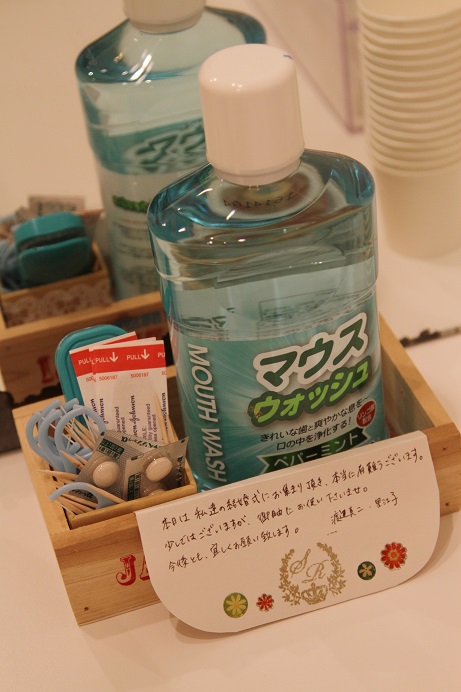 マウス
ウォッシュ
MOUTH WASH
きれいな歯と爽やかな息を
口の中を浄化する!
ペパーミント
PULL
PULL
本日は私達の結婚式にお集まり頂き、本当に有難うございます。
少しではございますが、御自由にお使い下さいませ。
今後とも、宜しくお願い致します。
S R
JA